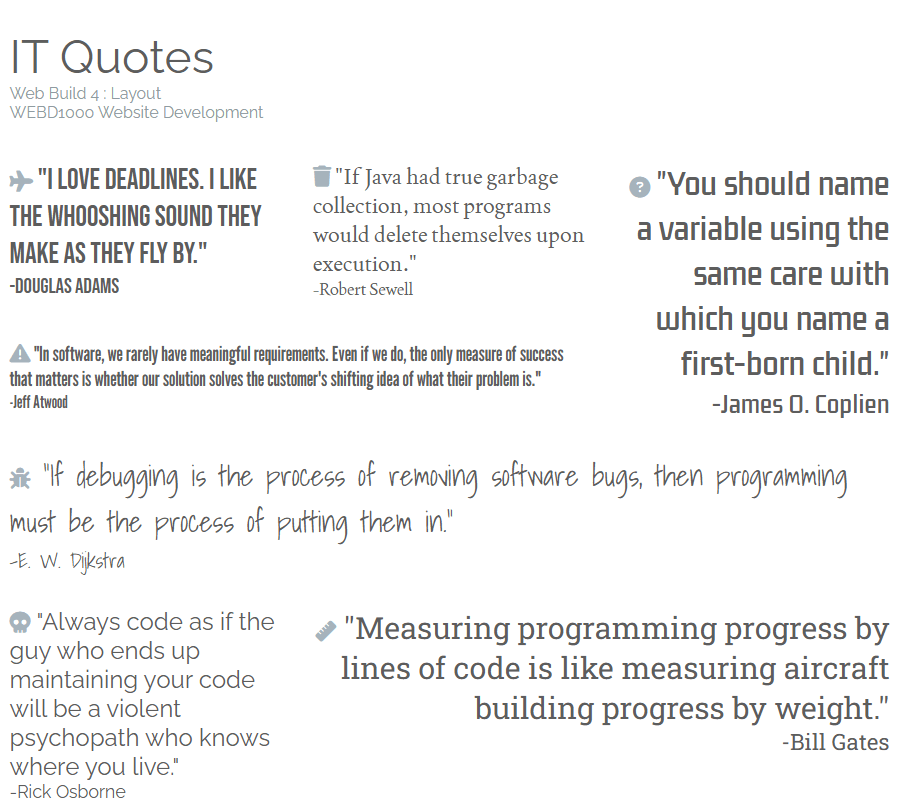 IT Quotes
Web Build 4 : Layout
WEBD1000 Website Development
"I LOVE DEADLINES. I LIKE
THE WHOOSHING SOUND THEY
MAKE AS THEY FLY BY."
-DOUGLAS ADAMS
"If Java had true garbage
collection, most programs
would delete themselves upon
execution."
-Robert Sewell
"You should name
a variable using the
same care with
which you name a
first-born child."
-James O. Coplien
"In software, we rarely have meaningful requirements. Even if we do, the only measure of success
that matters is whether our solution solves the customer's shifting idea of what their problem is."
-Jeff Atwood
"If debugging is the process of removing software bugs, then programming
must be the process of putting them in."
-E. W. Dijkstra
"Always code as if the
guy who ends up
maintaining your code
will be a violent
psychopath who knows
where you live."
-Rick Osborne
"Measuring programming progress by
lines of code is like measuring aircraft
building progress by weight."
-Bill Gates